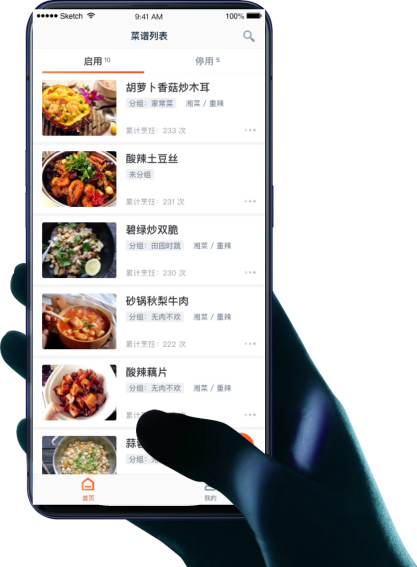 Sketch 9:41 AM 100%
菜谱列表
启用 10 停用 5
胡萝卜香菇炒木耳
分组：家常菜 湘菜 / 重辣
累计烹饪：233 次
酸辣土豆丝
未分组
累计烹饪：231 次
碧绿炒双脆
分组：田园时蔬 湘菜 / 重辣
累计烹饪：230 次
砂锅秋梨牛肉
分组：无肉不欢 湘菜 / 重辣
累计烹饪：222 次
酸辣藕片
分组：无肉不欢 湘菜 / 重辣
累计
蒜
分组：
首页 我的